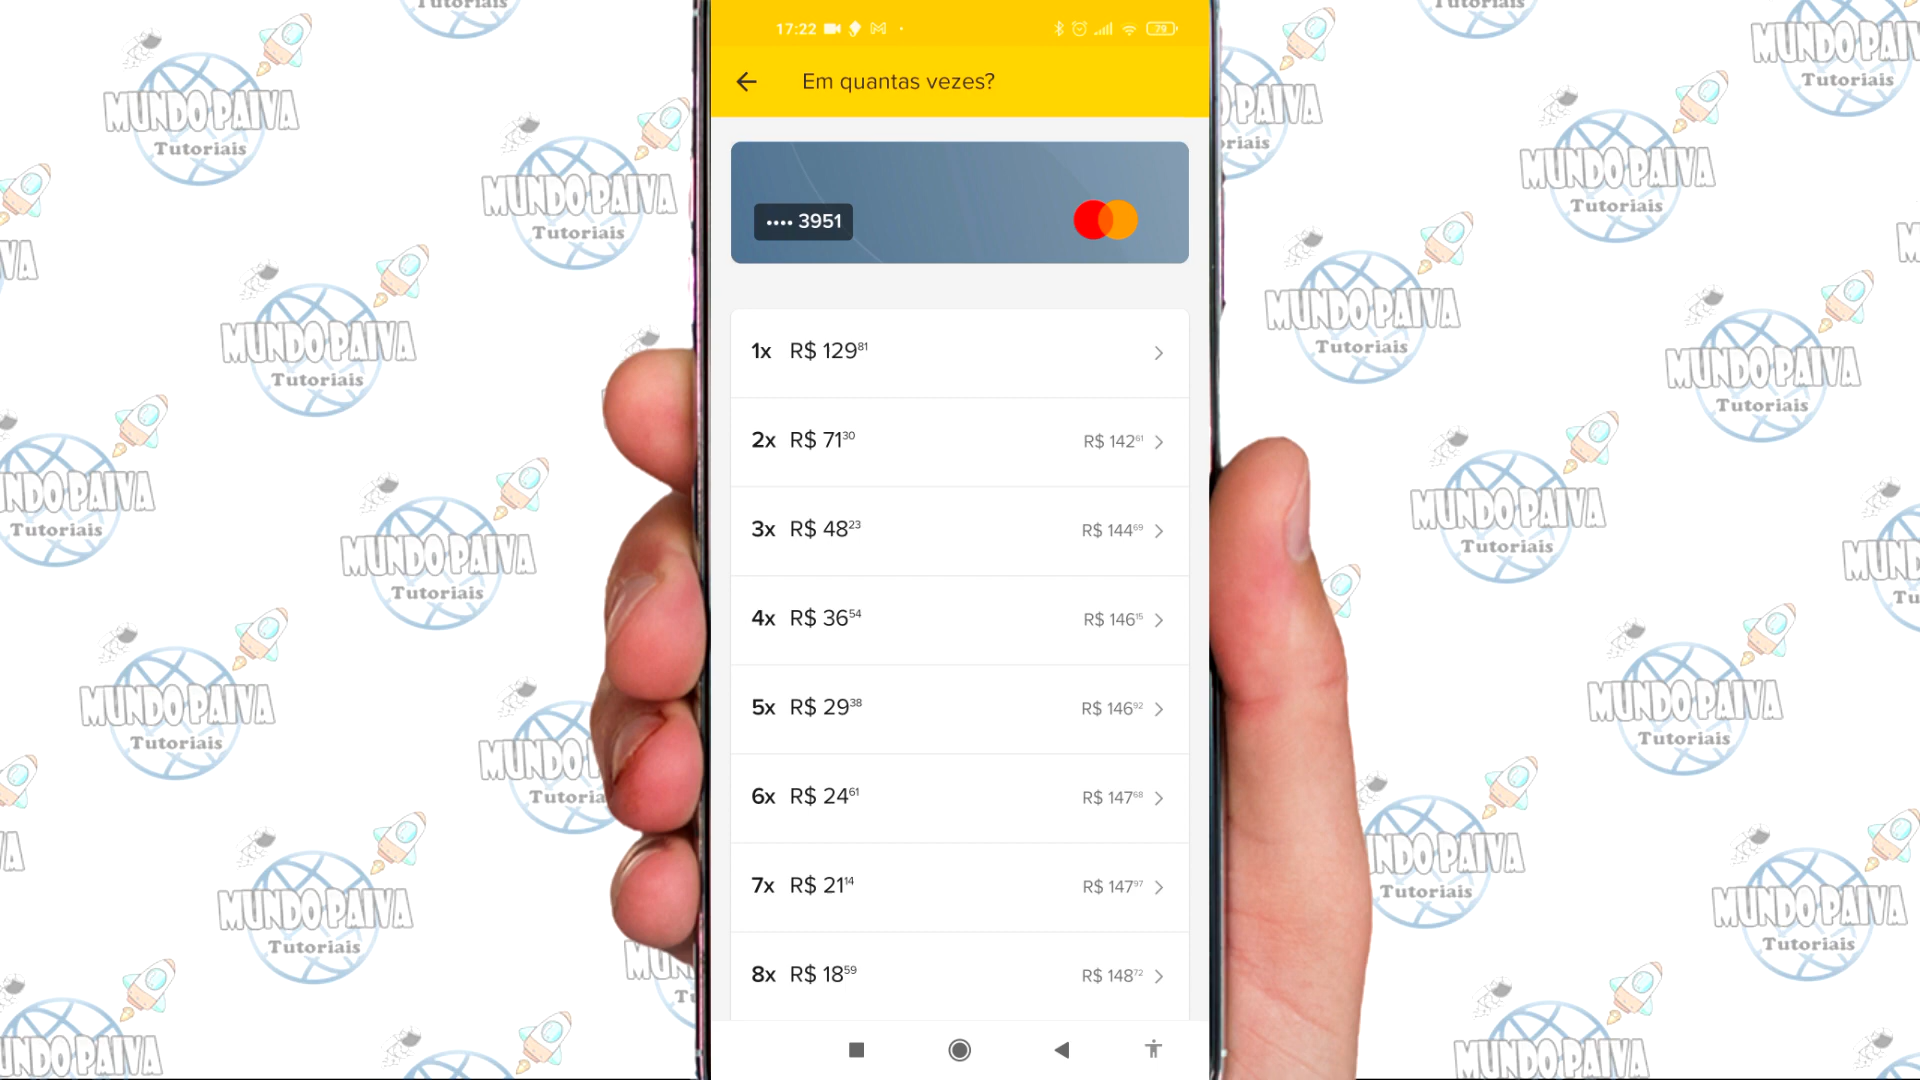 17:22
79
Em quantas vezes?
•••• 3951
1x R$ 12981
2x R$ 7130 R$ 14261
3x R$ 4823 R$ 14469
4x R$ 3654 R$ 14615
5x R$ 2938 R$ 14692
6x R$ 2461 R$ 14768
7x R$ 2114 R$ 14797
8x R$ 1859 R$ 14872
MUNDO PAIVA
Tutoriais